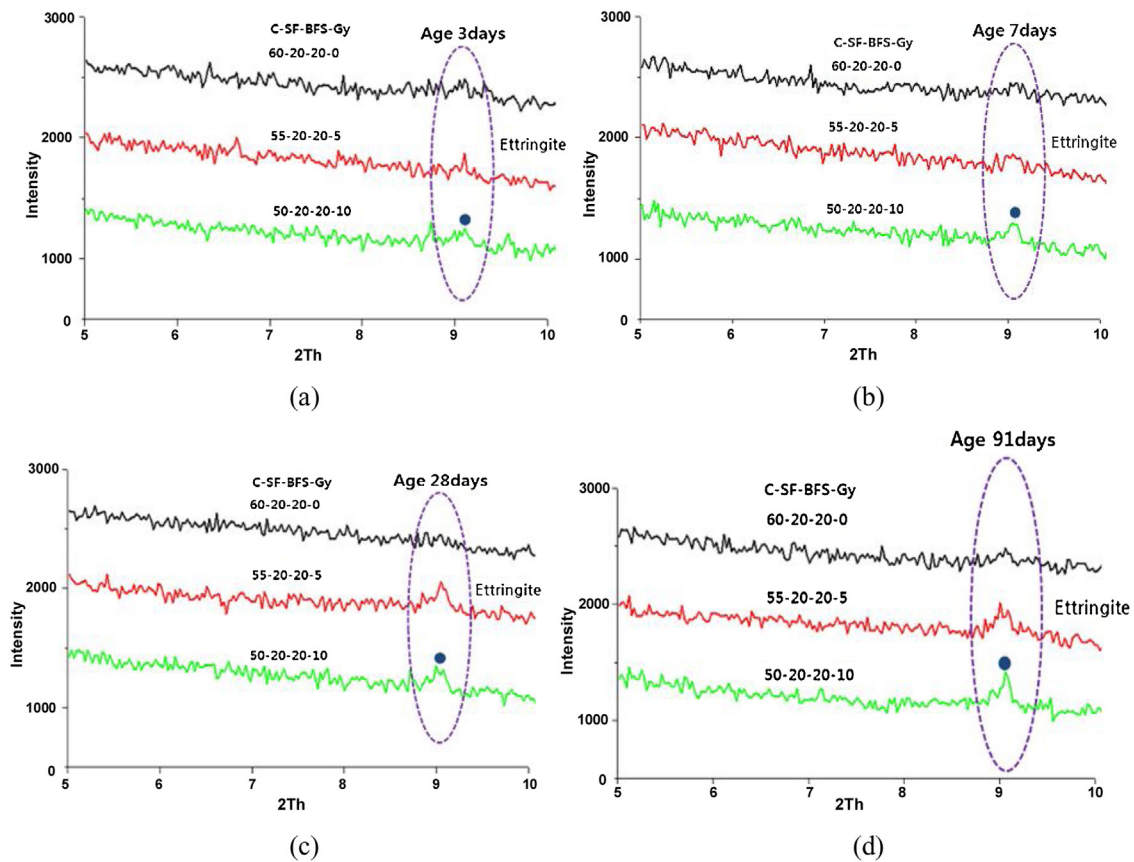 Age 3days
C-SF-BFS-Gy
60-20-20-0
55-20-20-5
Ettringite
50-20-20-10
Intensity
3000
2000
1000
0
5 6 7 8 9 10
2Th
(a)
Age 7days
C-SF-BFS-Gy
60-20-20-0
55-20-20-5
Ettringite
50-20-20-10
Intensity
3000
2000
1000
0
5 6 7 8 9 10
2Th
(b)
Age 28days
C-SF-BFS-Gy
60-20-20-0
55-20-20-5
Ettringite
50-20-20-10
Intensity
3000
2000
1000
0
5 6 7 8 9 10
2Th
(c)
Age 91days
C-SF-BFS-Gy
60-20-20-0
55-20-20-5
Ettringite
50-20-20-10
Intensity
3000
2000
1000
0
5 6 7 8 9 10
2Th
(d)